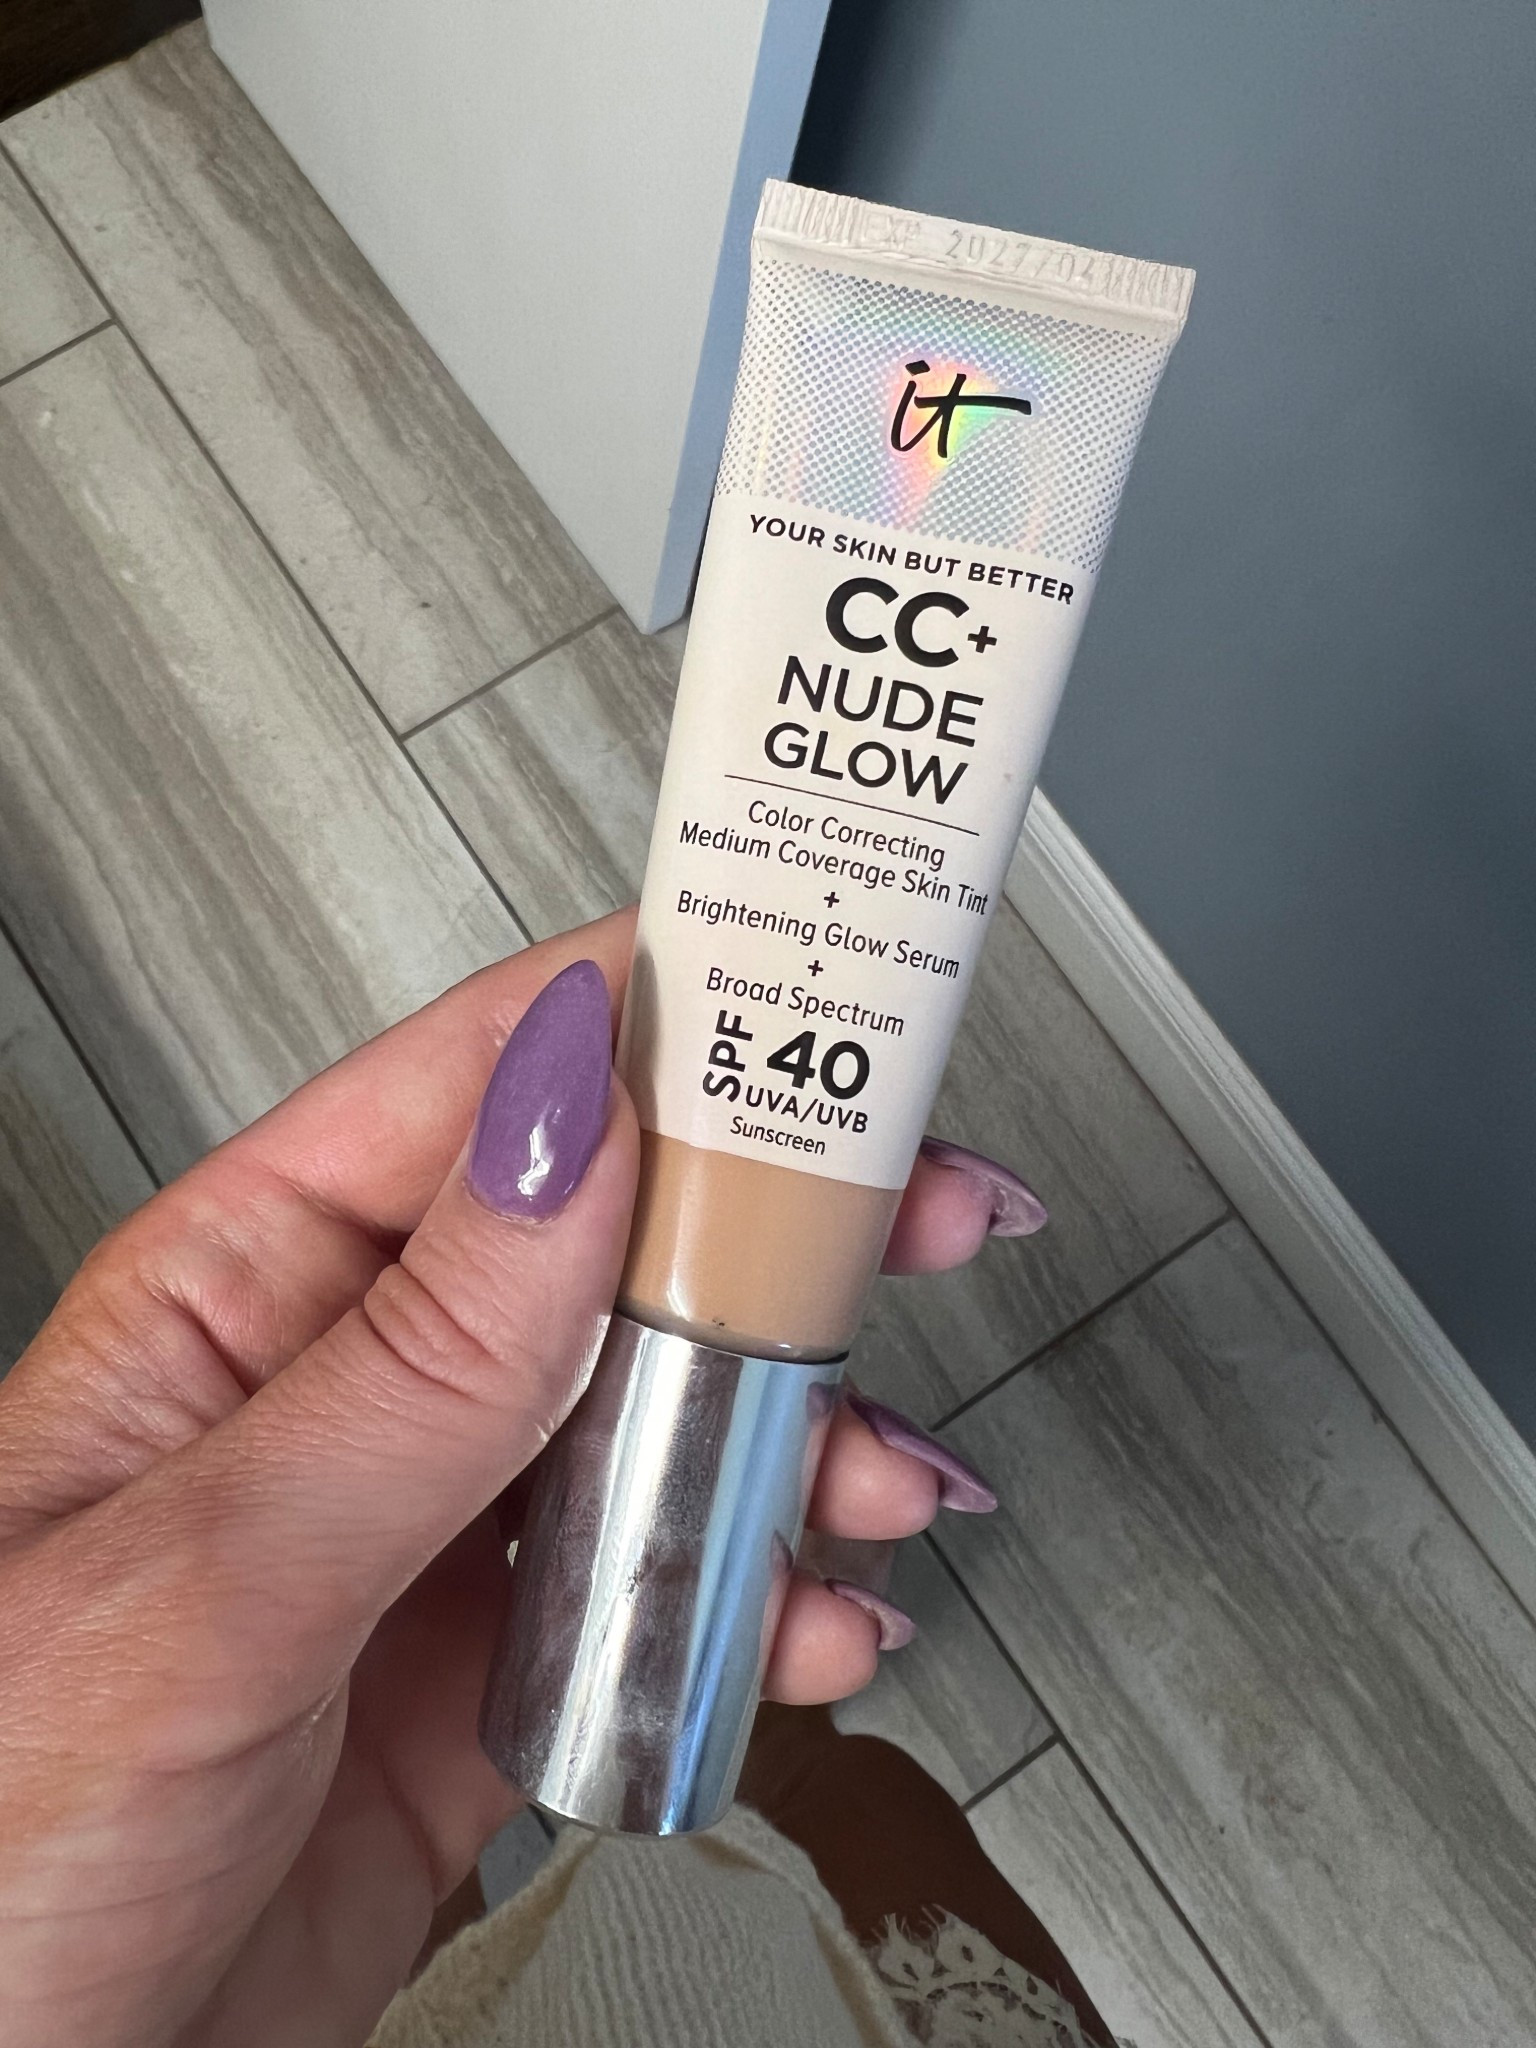 EXP 2027/02
it
YOUR SKIN BUT BETTER
CC+
NUDE
GLOW
Color Correcting
Medium Coverage Skin Tint
+
Brightening Glow Serum
+
Broad Spectrum
SPF 40
UVA/UVB
Sunscreen